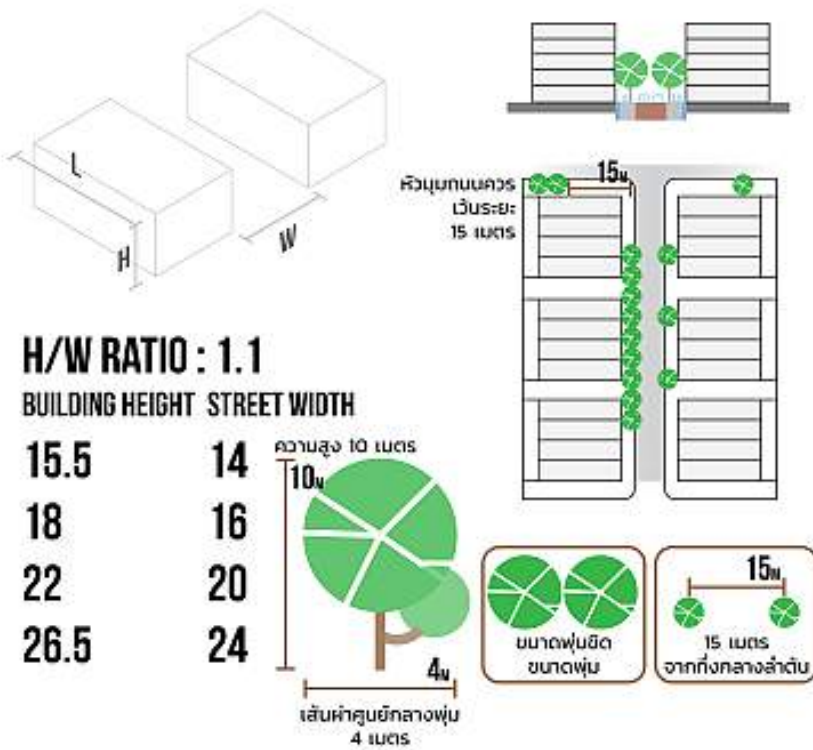 L
H
W
15M
หัวมุมถนนควร
เว้นระยะ
15 เมตร
H/W RATIO : 1.1
BUILDING HEIGHT STREET WIDTH
15.5 14
18 16
22 20
26.5 24
ความสูง 10 เมตร
10M
4M
เส้นผ่าศูนย์กลางพุ่ม
4 เมตร
ขนาดพุ่มชิด
ขนาดพุ่ม
15M
15 เมตร
จากกึ่งกลางลำต้น